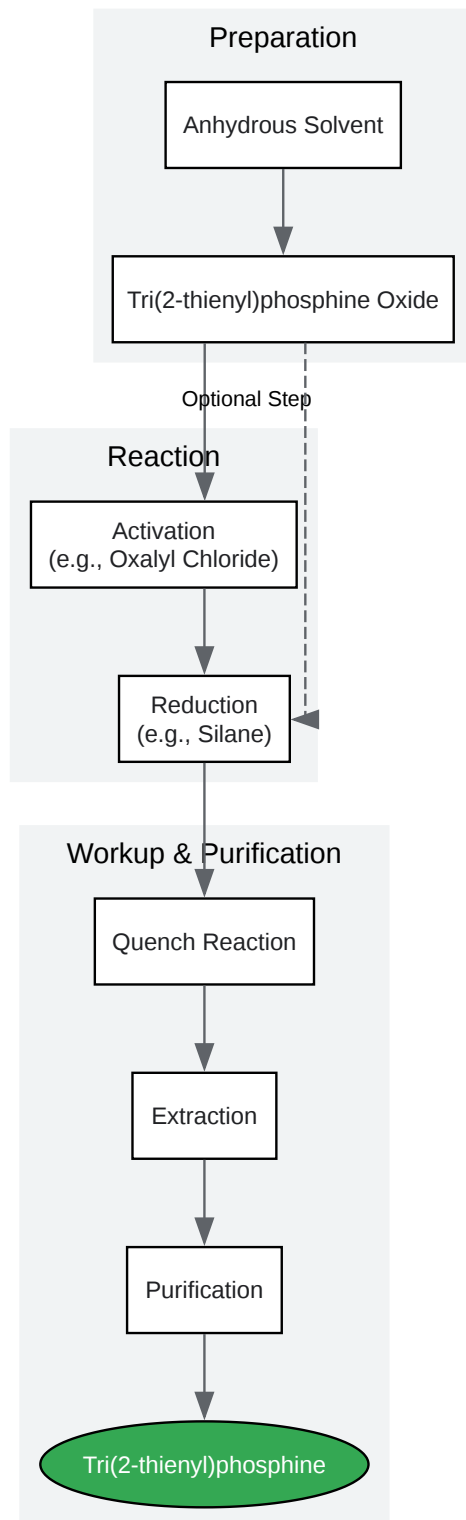 Preparation
Anhydrous Solvent
Tri(2-thienyl)phosphine Oxide
Optional Step
Reaction
Activation
(e.g., Oxalyl Chloride)
Reduction
(e.g., Silane)
Workup & Purification
Quench Reaction
Extraction
Purification
Tri(2-thienyl)phosphine